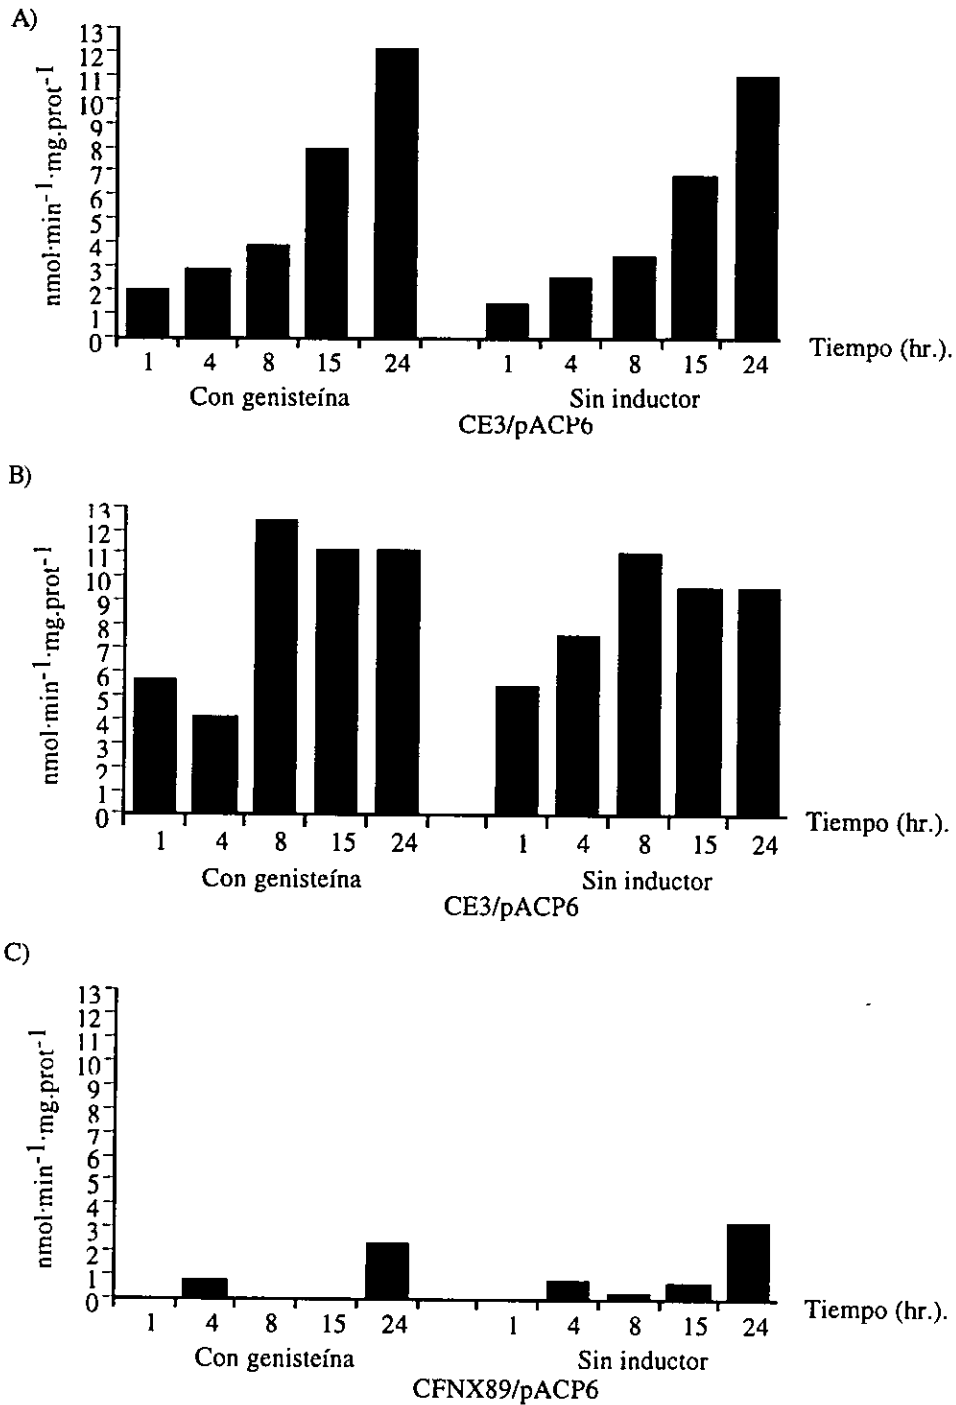 A)
nmol·min⁻¹·mg.prot⁻¹
13
12
11
10
9
8
7
6
5
4
3
2
1
0
1 4 8 15 24 1 4 8 15 24 Tiempo (hr.).
Con genisteína Sin inductor
CE3/pACP6
B)
nmol·min⁻¹·mg.prot⁻¹
13
12
11
10
9
8
7
6
5
4
3
2
1
0
1 4 8 15 24 1 4 8 15 24 Tiempo (hr.).
Con genisteína Sin inductor
CE3/pACP6
C)
nmol·min⁻¹·mg.prot⁻¹
13
12
11
10
9
8
7
6
5
4
3
2
1
0
1 4 8 15 24 1 4 8 15 24 Tiempo (hr.).
Con genisteína Sin inductor
CFNX89/pACP6